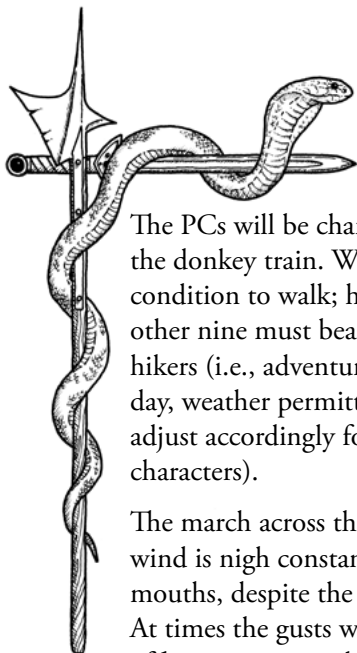 The PCs will be cha
the donkey train. W
condition to walk; h
other nine must bea
hikers (i.e., adventu
day, weather permitt
adjust accordingly fo
characters).
The march across th
wind is nigh constan
mouths, despite the
At times the gusts w